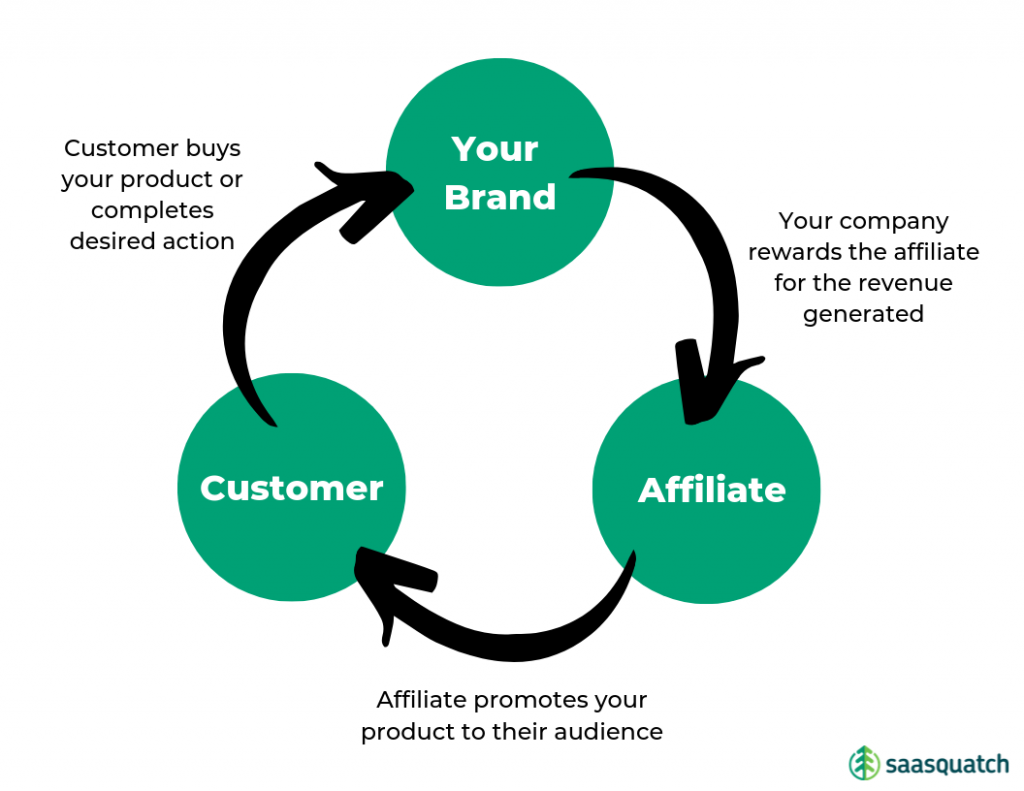 Your
Brand
Customer buys
your product or
completes
desired action
Your company
rewards the affiliate
for the revenue
generated
Customer
Affiliate
Affiliate promotes your
product to their audience
saasquatch